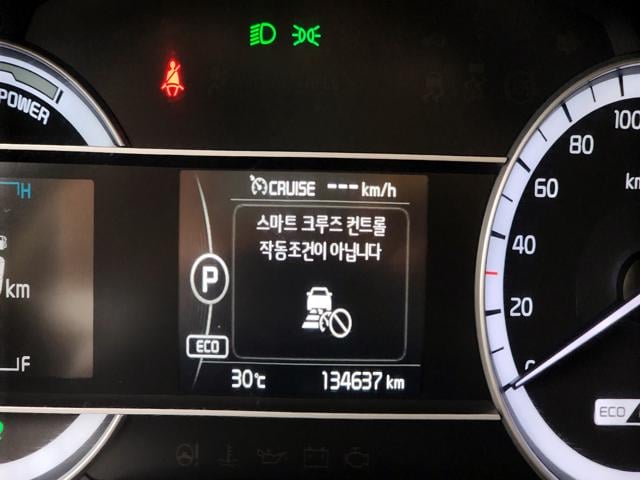 POWER
H
km
F
CRUISE --- km/h
스마트 크루즈 컨트롤
작동조건이 아닙니다
P
ECO
30℃
134637 km
100
80
60
40
20
0
km
ECO